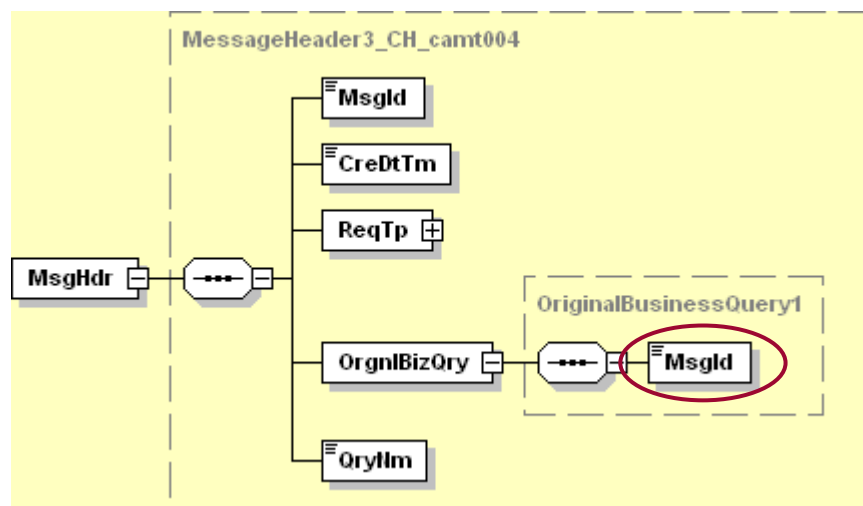 MessageHeader3_CH_camt004
MsgId
CreDtTm
ReqTp
MsgHdr
OriginalBusinessQuery1
OrgnlBizQry
MsgId
QryNm